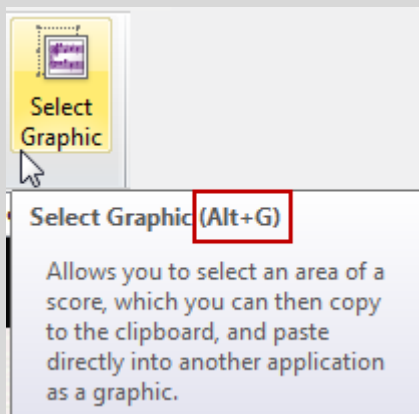 Select
Graphic
Select Graphic (Alt+G)
Allows you to select an area of a
score, which you can then copy
to the clipboard, and paste
directly into another application
as a graphic.